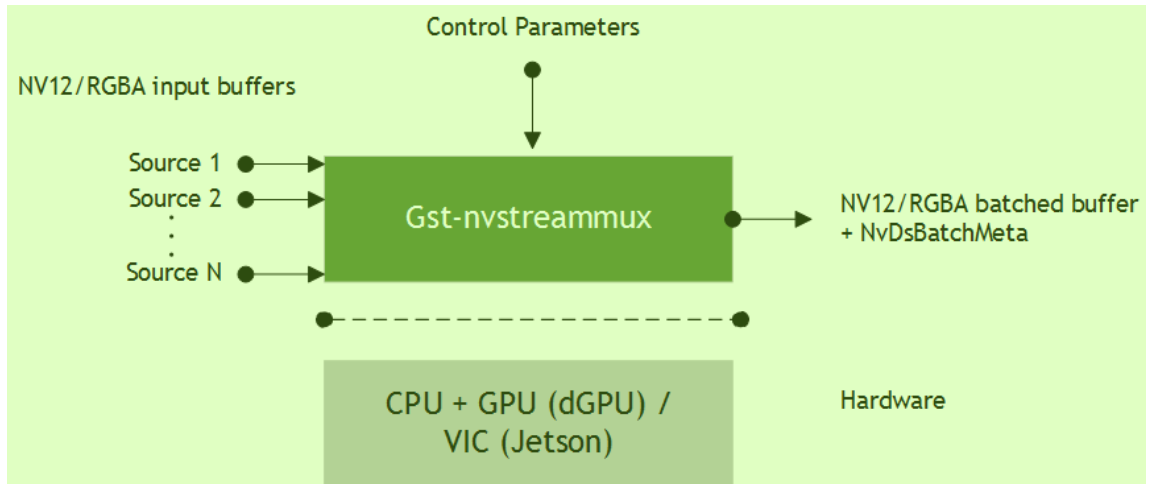 Control Parameters
NV12/RGBA input buffers
Source 1
Source 2
Source N
Gst-nvstreammux
NV12/RGBA batched buffer
+ NvDsBatchMeta
CPU + GPU (dGPU) /
VIC (Jetson)
Hardware